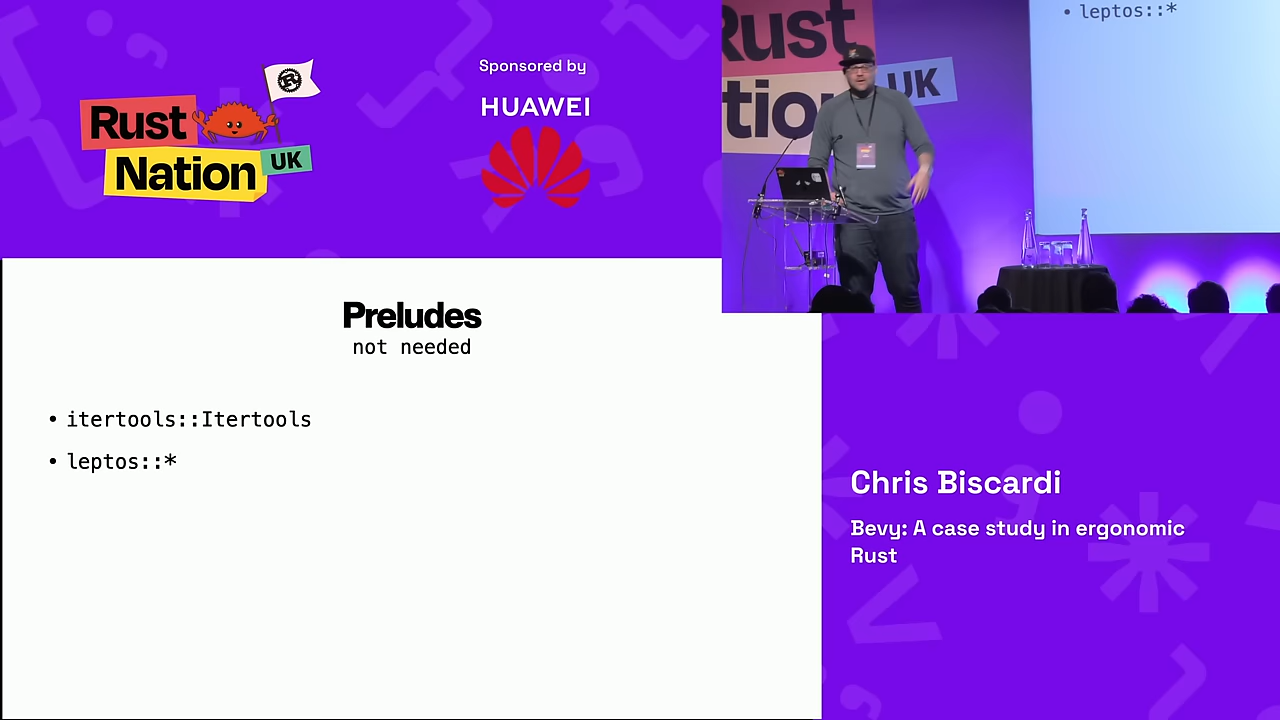 Rust
Nation
UK
Sponsored by
HUAWEI
Rust
tio
UK
• leptos::*
Preludes
not needed
• itertools::Itertools
• leptos::*
Chris Biscardi
Bevy: A case study in ergonomic
Rust